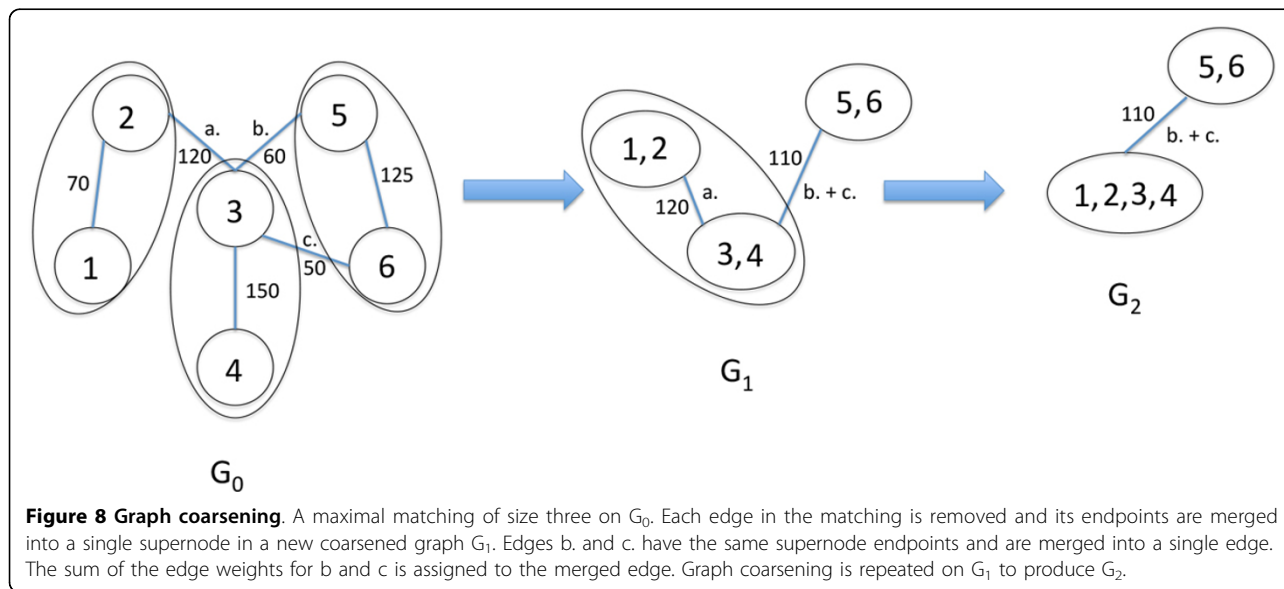 2
5
a.
b.
120
60
70
125
3
c.
50
1
6
150
4
G0
5,6
1,2
110
a.
b. + c.
120
3,4
G1
5,6
110
b. + c.
1,2,3,4
G2
Figure 8 Graph coarsening. A maximal matching of size three on G0. Each edge in the matching is removed and its endpoints are merged
into a single supernode in a new coarsened graph G1. Edges b. and c. have the same supernode endpoints and are merged into a single edge.
The sum of the edge weights for b and c is assigned to the merged edge. Graph coarsening is repeated on G1 to produce G2.